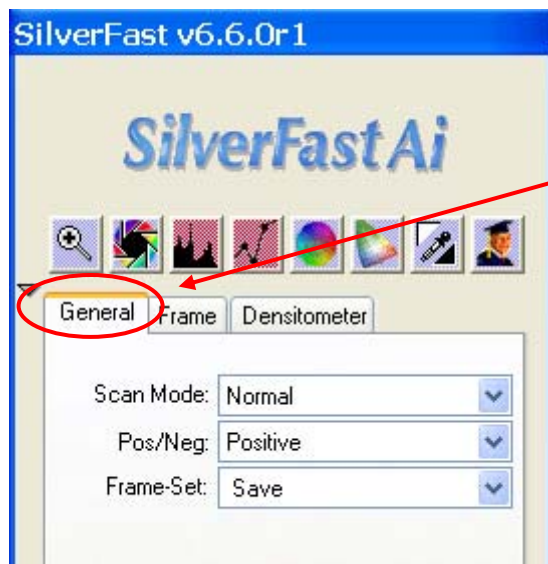 SilverFast v6.6.0r1
SilverFast Ai
General Frame Densitometer
Scan Mode: Normal
Pos/Neg: Positive
Frame-Set: Save